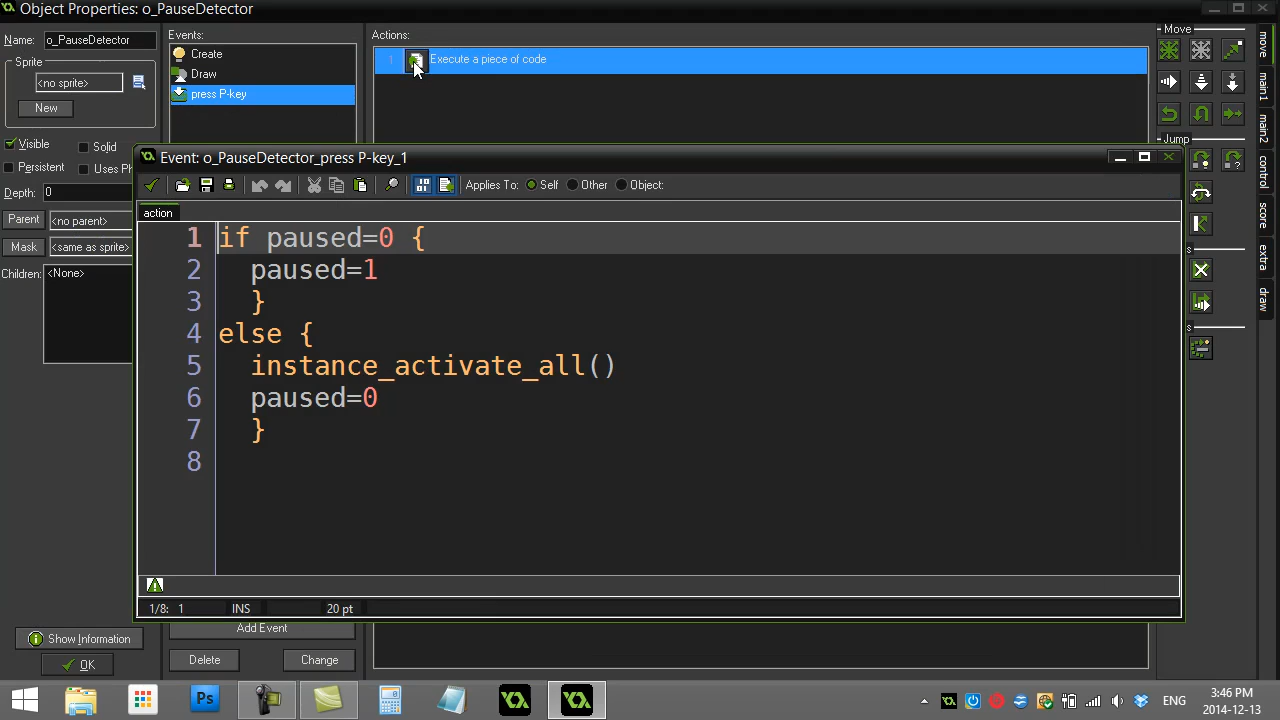 Object Properties: o_PauseDetector
Name: o_PauseDetector
Sprite
<no sprite>
New
Visible
Solid
Persistent
Uses Ph
Depth: 0
Parent <no parent>
Mask <same as sprite>
Children: <None>
Show Information
OK
Events:
Create
Draw
press P-key
Add Event
Delete
Change
Actions:
1 Execute a piece of code
Event: o_PauseDetector_press P-key_1
Applies To: Self Other Object:
action
1 if paused=0 {
2 paused=1
3 }
4 else {
5 instance_activate_all()
6 paused=0
7 }
8
1/8: 1 INS 20 pt
Move
Jump
s
s
move
main1
main2
control
score
extra
draw
Ps
ENG
3:46 PM
2014-12-13